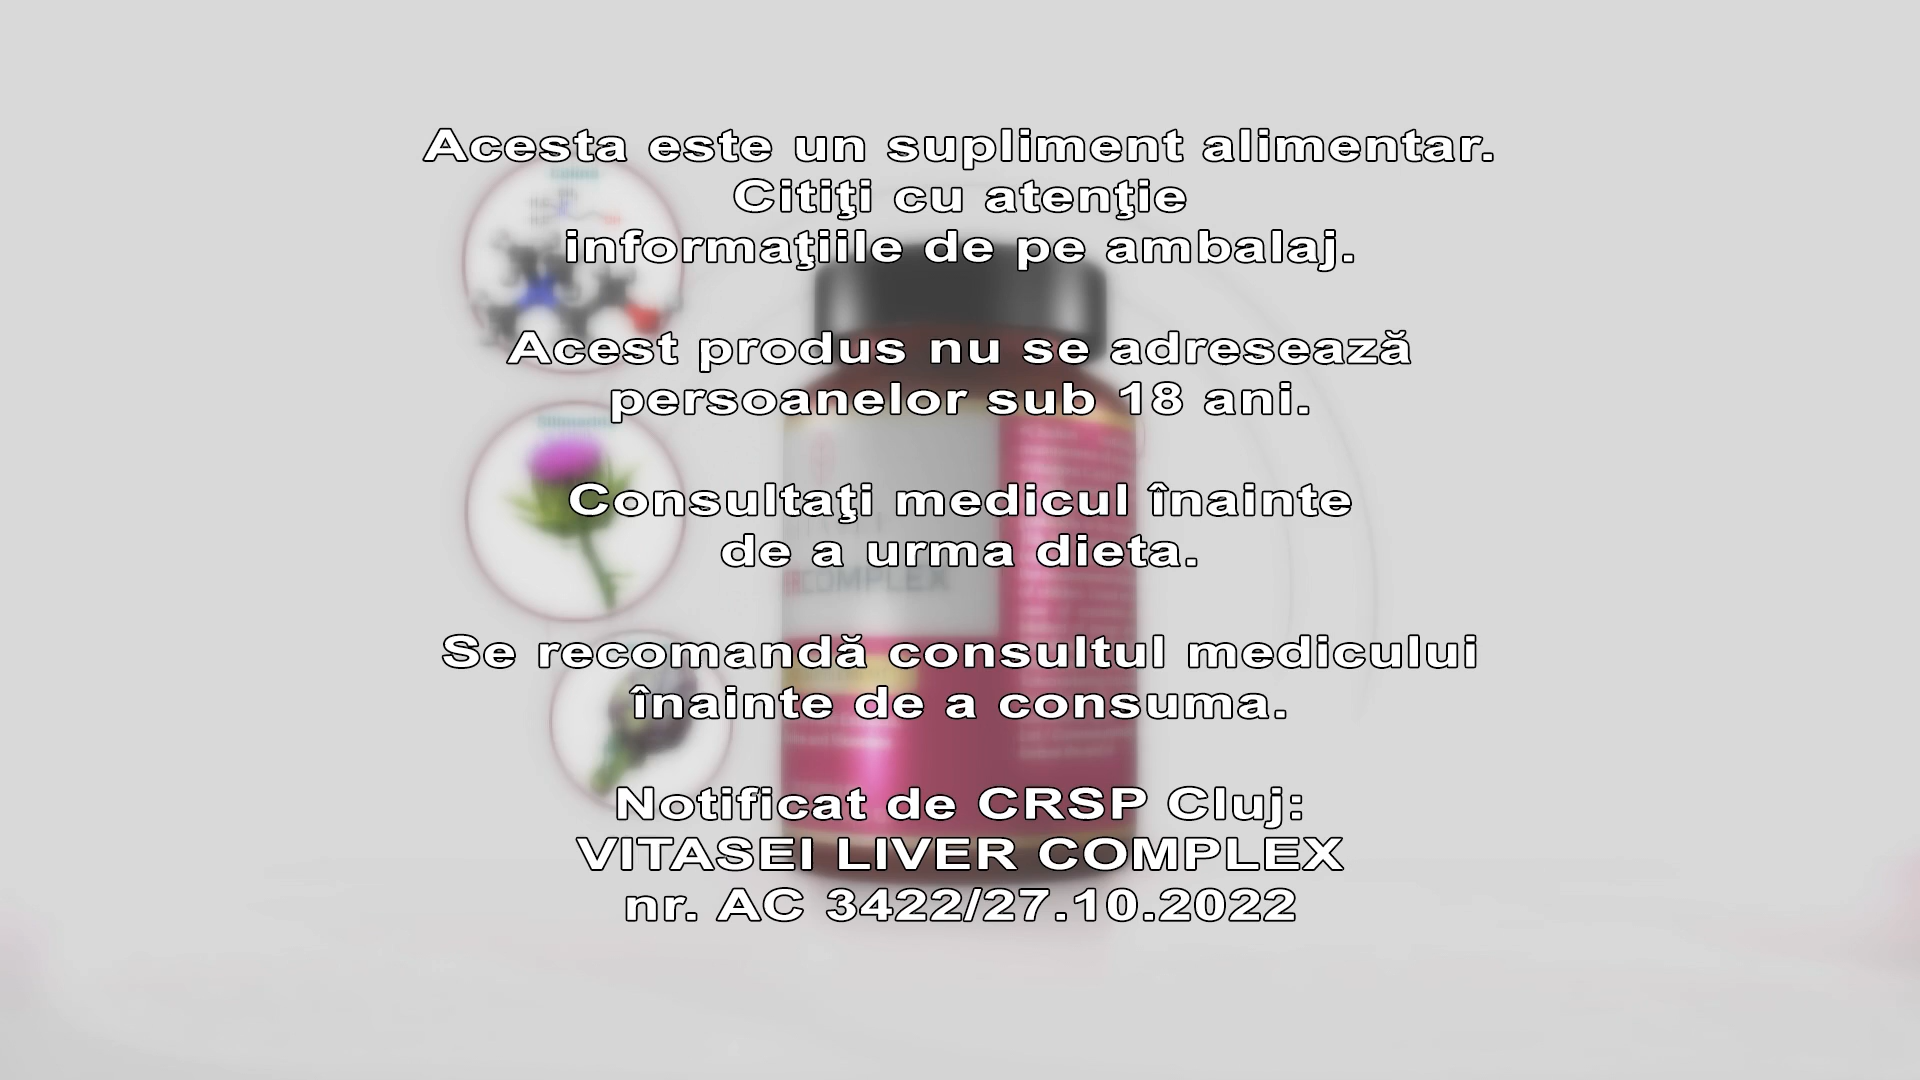 Acesta este un supliment alimentar.
Citiţi cu atenţie
informaţiile de pe ambalaj.
Acest produs nu se adresează
persoanelor sub 18 ani.
Consultaţi medicul înainte
de a urma dieta.
Se recomandă consultul medicului
înainte de a consuma.
Notificat de CRSP Cluj:
VITASEI LIVER COMPLEX
nr. AC 3422/27.10.2022
COMPLEX